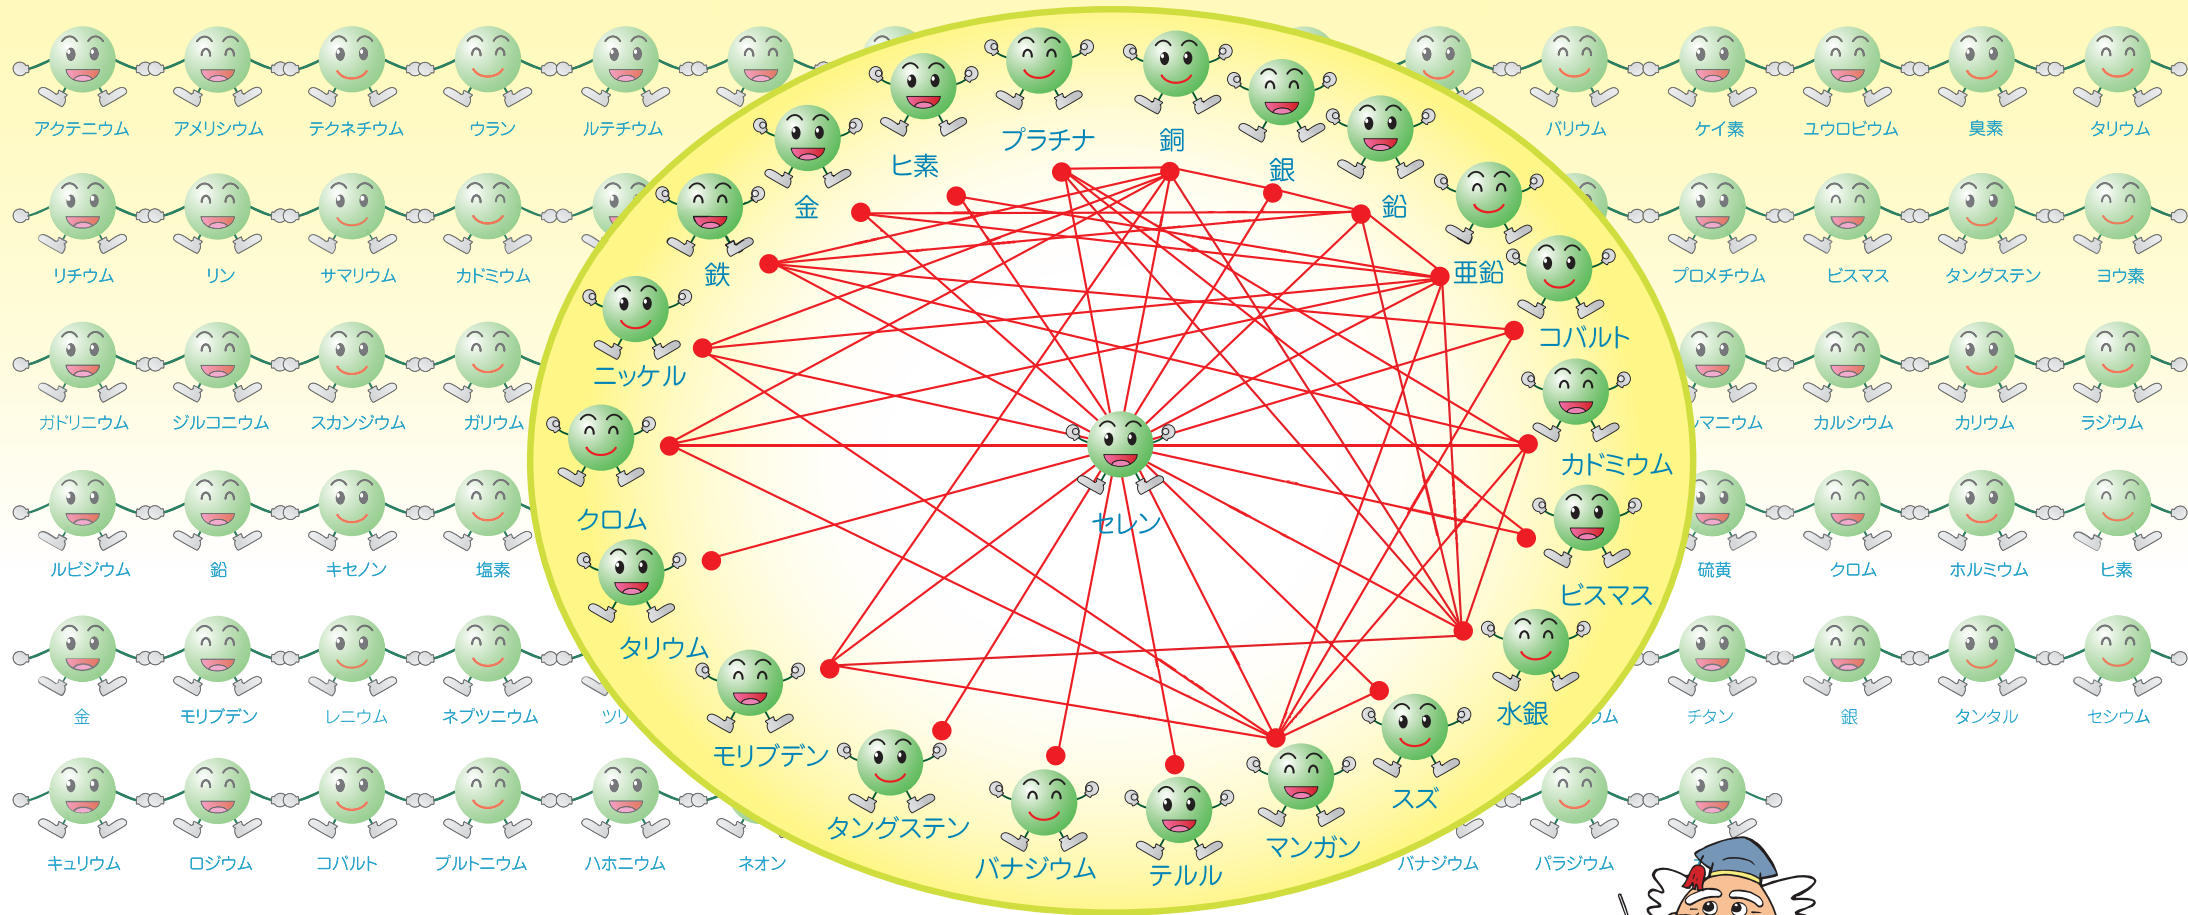 アクテニウム アメリシウム テクネチウム ウラン ルテチウム バリウム ケイ素 ユウロビウム 臭素 タリウム
プラチナ 銅 銀 鉛 亜鉛 コバルト カドミウム ビスマス 水銀 スズ マンガン テルル バナジウム タングステン モリブデン タリウム クロム ニッケル 鉄 金 ヒ素
セレン
リチウム リン サマリウム カドミウム プロメチウム ビスマス タングステン ヨウ素
ガドリニウム ジルコニウム スカンジウム ガリウム マニウム カルシウム カリウム ラジウム
ルビジウム 鉛 キセノン 塩素 硫黄 クロム ホルミウム ヒ素
金 モリブデン レニウム ネプツニウム ツリ ウム チタン 銀 タンタル セシウム
キュリウム ロジウム コバルト プルトニウム ハホニウム ネオン バナジウム パラジウム